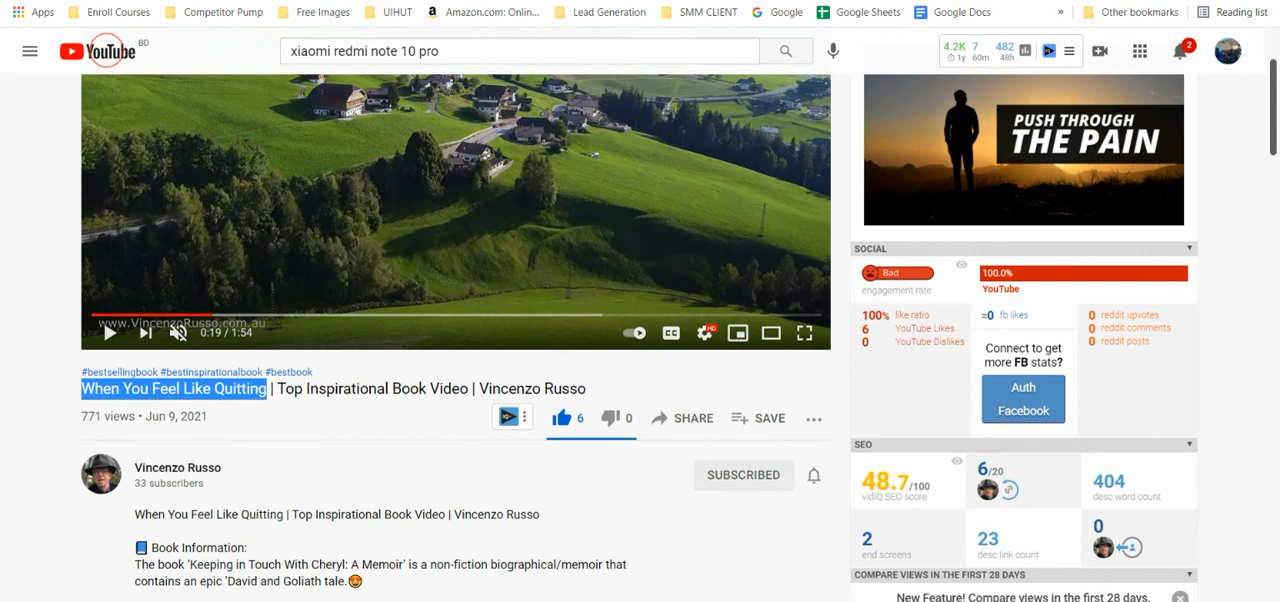 Apps Enroll Courses Competitor Pump Free Images UIHUT Amazon.com: Onlin... Lead Generation SMM CLIENT Google Google Sheets Google Docs » Other bookmarks Reading list
YouTube BD xiaomi redmi note 10 pro 4.2K 7 482 2
1y 60m 48h
PUSH THROUGH
THE PAIN
www.VincenzoRusso.com.au
0:19 / 1:54 CC HD
#bestsellingbook #bestinspirationalbook #bestbook
When You Feel Like Quitting | Top Inspirational Book Video | Vincenzo Russo
771 views • Jun 9, 2021 IQ 6 0 SHARE SAVE ...
Vincenzo Russo
33 subscribers
SUBSCRIBED
When You Feel Like Quitting | Top Inspirational Book Video | Vincenzo Russo
📘 Book Information:
The book 'Keeping in Touch With Cheryl: A Memoir' is a non-fiction biographical/memoir that
contains an epic 'David and Goliath tale.🤩
SOCIAL
Bad
engagement rate
100.0%
YouTube
100% like ratio
6 YouTube Likes
0 YouTube Dislikes
≈0 fb likes
Connect to get
more FB stats?
Auth
Facebook
0 reddit upvotes
0 reddit comments
0 reddit posts
SEO
48.7/100
vidIQ SEO score
6/20
404
desc word count
2
end screens
23
desc link count
0
COMPARE VIEWS IN THE FIRST 28 DAYS
New Feature! Compare views in the first 28 days.